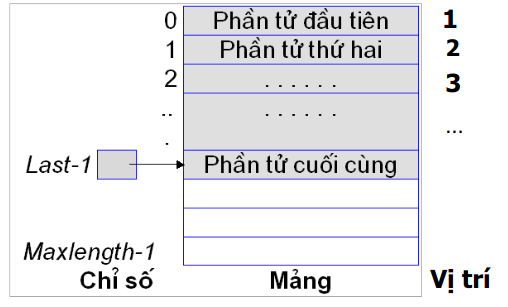 0 Phần tử đầu tiên 1
1 Phần tử thứ hai 2
2 . . . . . . 3
.. . . . . . . ...
.
Last-1 Phần tử cuối cùng
Maxlength-1
Chỉ số Mảng Vị trí